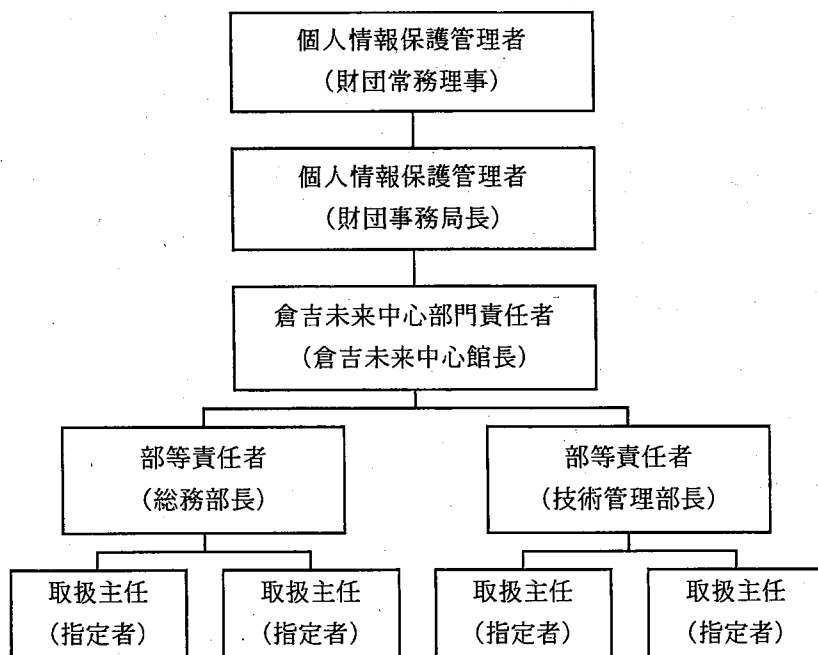 個人情報保護管理者
(財団常務理事)
個人情報保護管理者
(財団事務局長)
倉吉未来中心部門責任者
(倉吉未来中心館長)
部等責任者
(総務部長)
部等責任者
(技術管理部長)
取扱主任
(指定者)
取扱主任
(指定者)
取扱主任
(指定者)
取扱主任
(指定者)